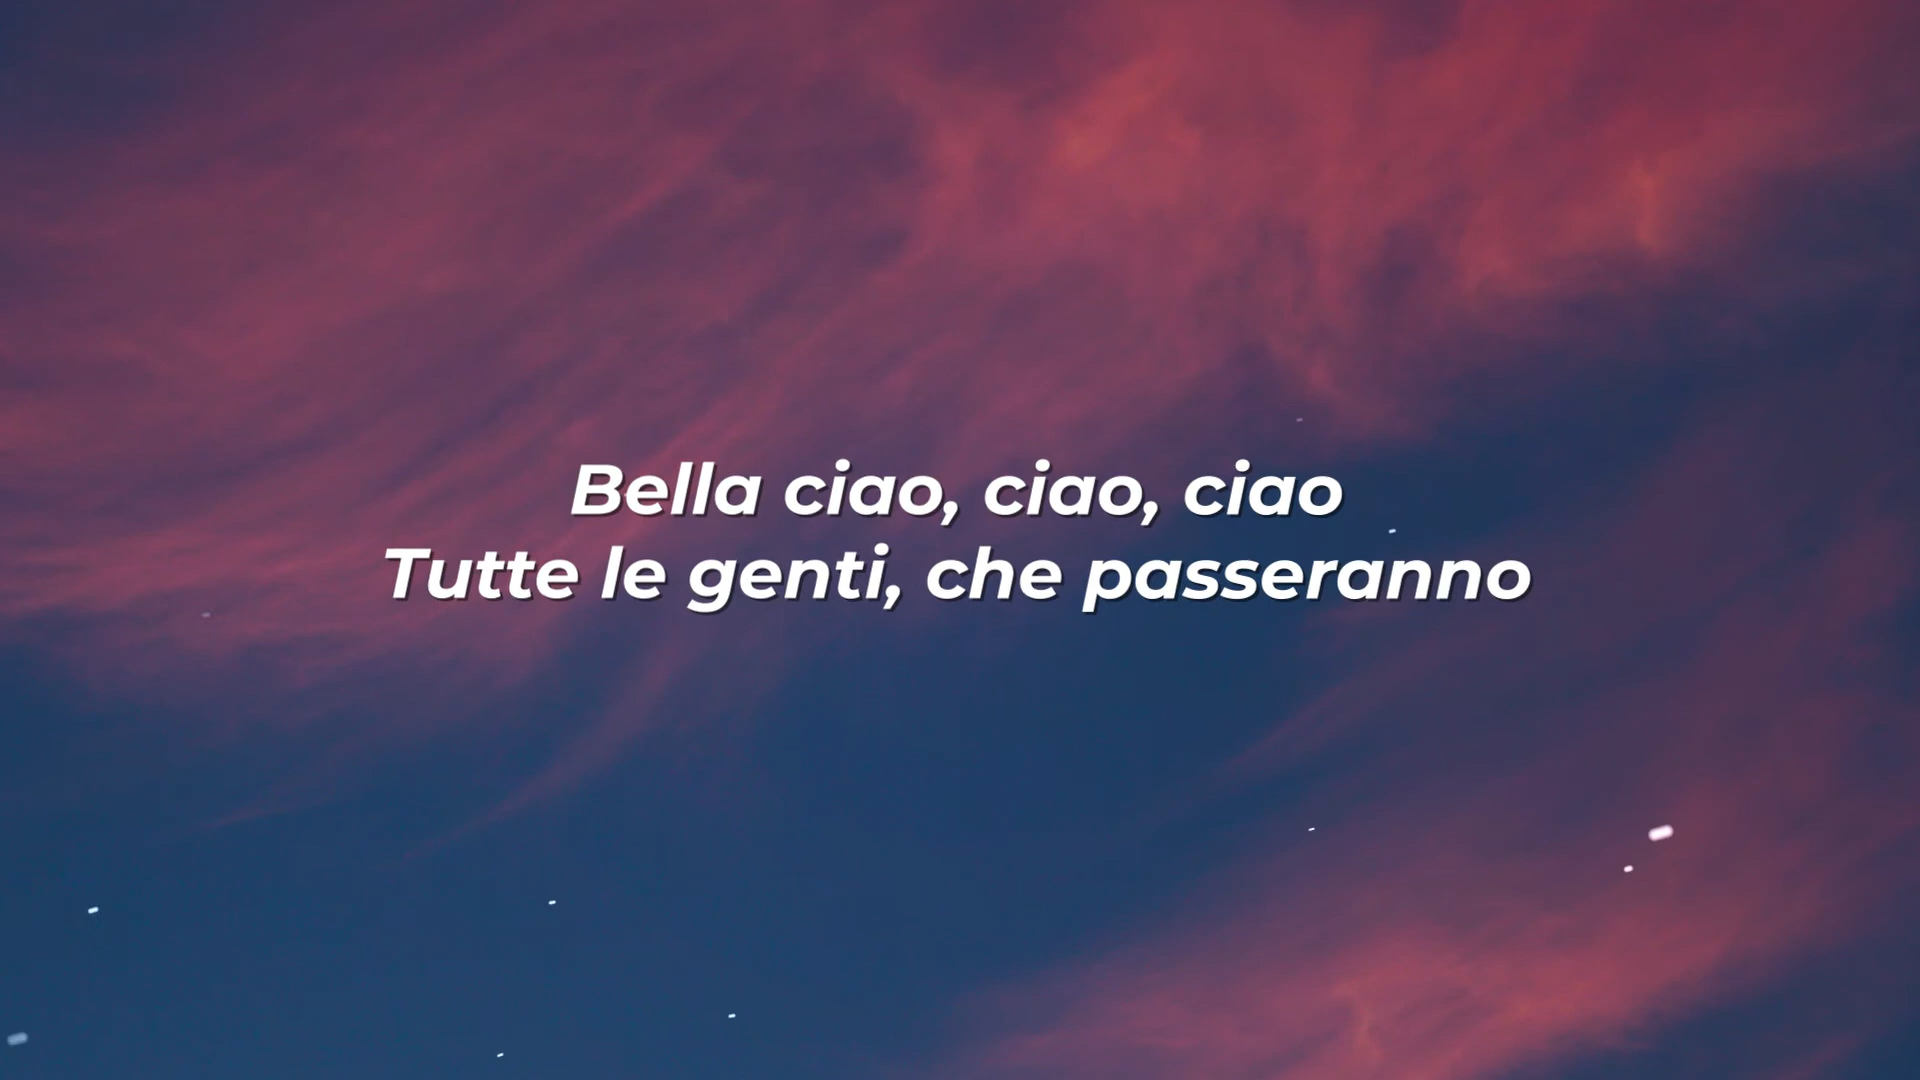 Bella ciao, ciao, ciao
Tutte le genti, che passeranno